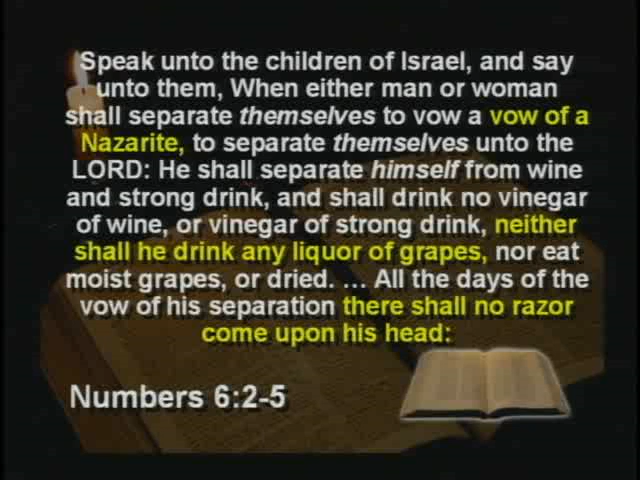 Speak unto the children of Israel, and say
unto them, When either man or woman
shall separate themselves to vow a vow of a
Nazarite, to separate themselves unto the
LORD: He shall separate himself from wine
and strong drink, and shall drink no vinegar
of wine, or vinegar of strong drink, neither
shall he drink any liquor of grapes, nor eat
moist grapes, or dried. ... All the days of the
vow of his separation there shall no razor
come upon his head:
Numbers 6:2-5